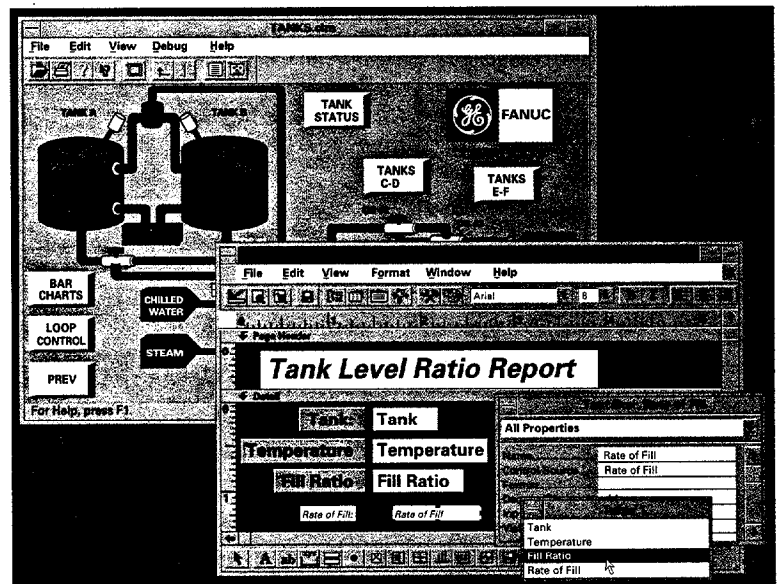 TANKS
File Edit View Debug Help
TANK A
TANK B
TANK
STATUS
GE
FANUC
TANKS
C-D
TANKS
E-F
BAR
CHARTS
LOOP
CONTROL
PREV
CHILLED
WATER
STEAM
For Help, press F1
File Edit View Format Window Help
Arial
8
Page Header
Tank Level Ratio Report
Detail
Tank: Tank
Temperature Temperature
Fill Ratio Fill Ratio
Rate of Fill: Rate of Fill
All Properties
Name Rate of Fill
Rate of Fill
Tank
Temperature
Fill Ratio
Rate of Fill